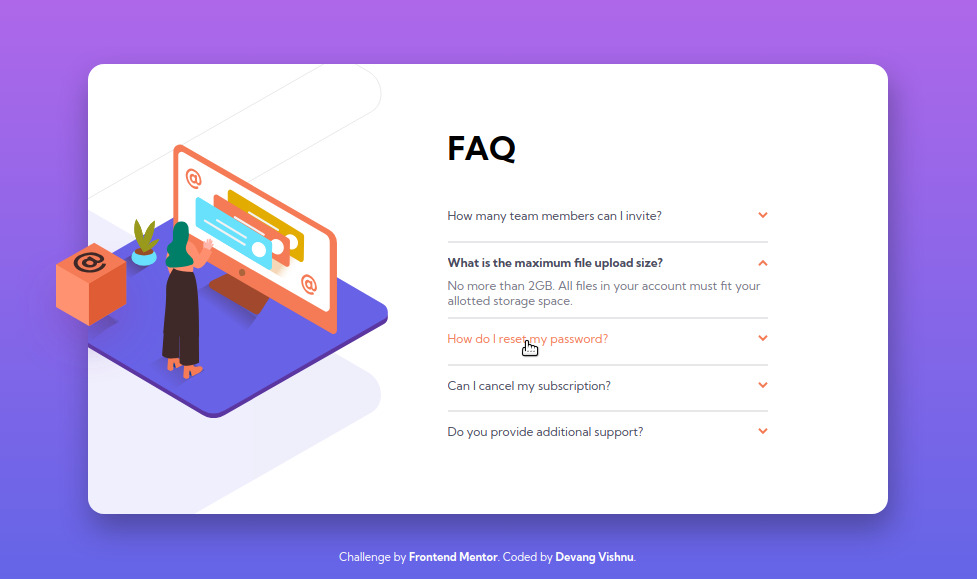 FAQ
How many team members can I invite?
What is the maximum file upload size?
No more than 2GB. All files in your account must fit your
allotted storage space.
How do I reset my password?
Can I cancel my subscription?
Do you provide additional support?
@
@
@
Challenge by Frontend Mentor. Coded by Devang Vishnu.